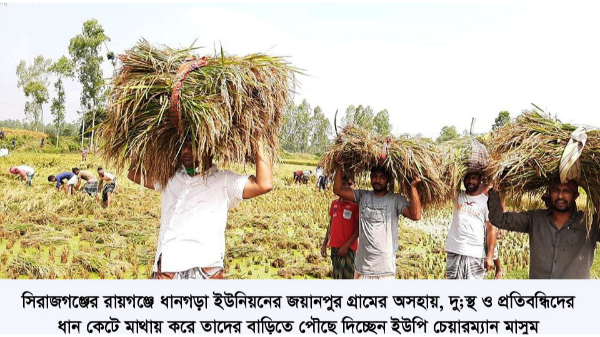 সিরাজগঞ্জের রায়গঞ্জে ধানগড়া ইউনিয়নের জয়ানপুর গ্রামের অসহায়, দু;স্থ ও প্রতিবন্ধিদের
ধান কেটে মাথায় করে তাদের বাড়িতে পৌছে দিচ্ছেন ইউপি চেয়ারম্যান মাসুম